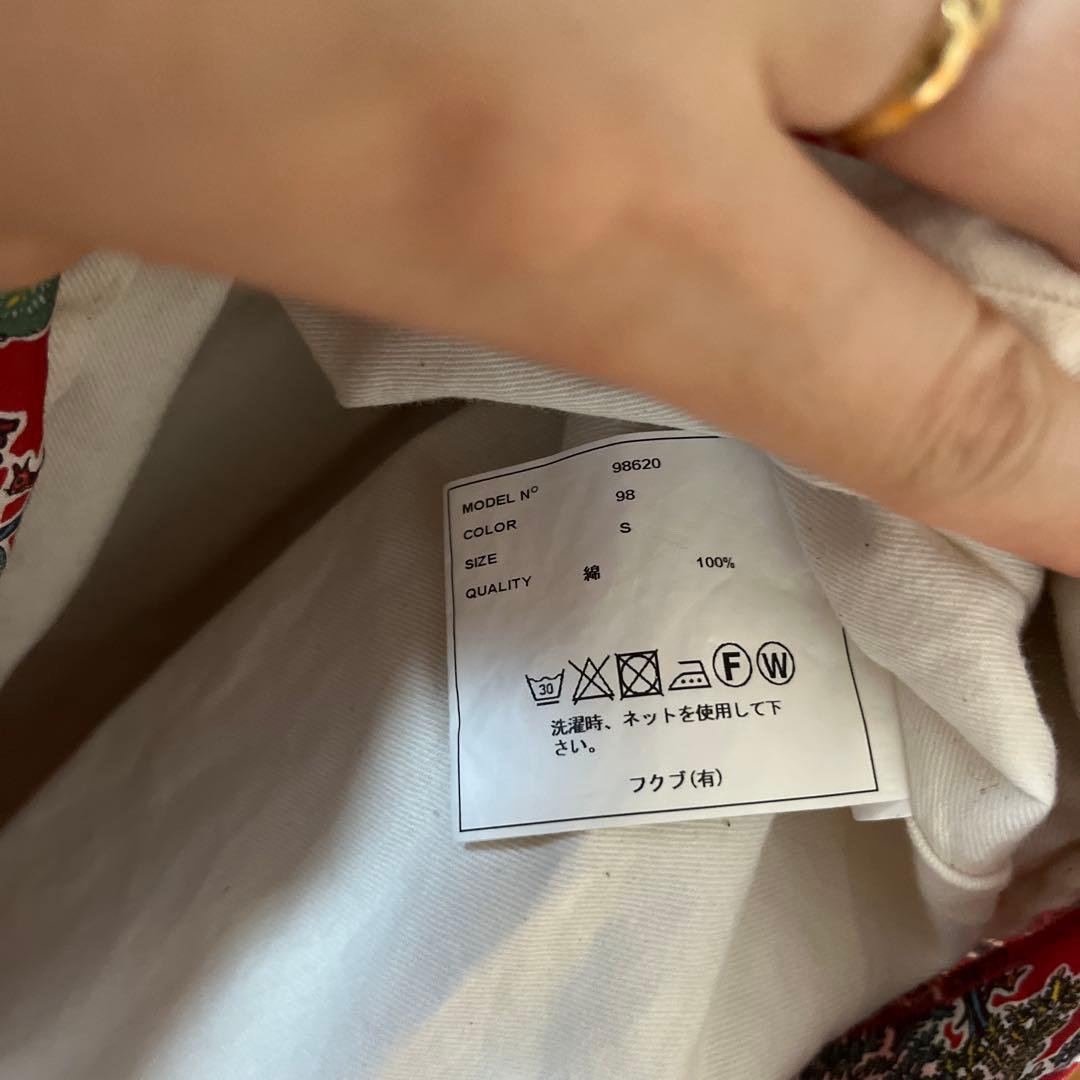 MODEL Nº 98620
COLOR 98
SIZE S
QUALITY 綿 100%
30 F W
洗濯時、ネットを使用して下
さい。
フクブ(有)